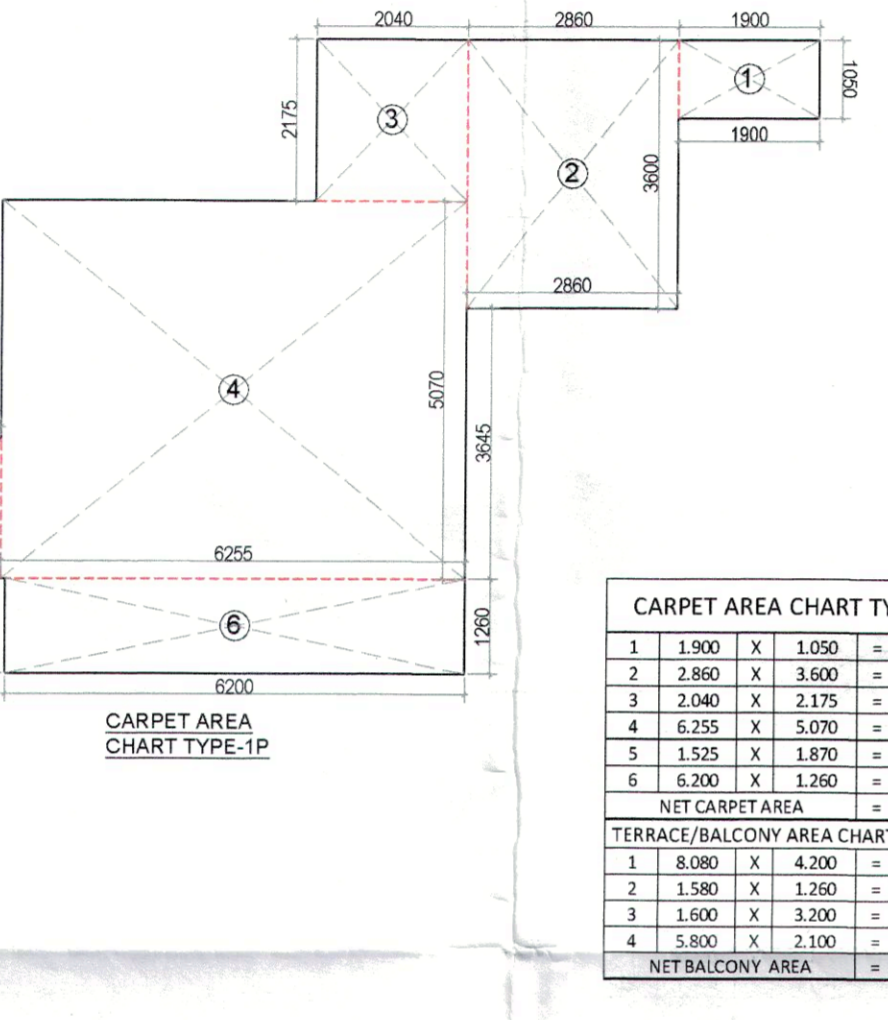 2040 2860 1900
2175 3 2 3600 1 1050
1900
2860
4 5070 3645
6255
6 1260
6200
CARPET AREA
CHART TYPE-1P
CARPET AREA CHART
1 1.900 X 1.050 =
2 2.860 X 3.600 =
3 2.040 X 2.175 =
4 6.255 X 5.070 =
5 1.525 X 1.870 =
6 6.200 X 1.260 =
NET CARPET AREA =
TERRACE/BALCONY AREA CHART
1 8.080 X 4.200 =
2 1.580 X 1.260 =
3 1.600 X 3.200 =
4 5.800 X 2.100 =
NET BALCONY AREA =